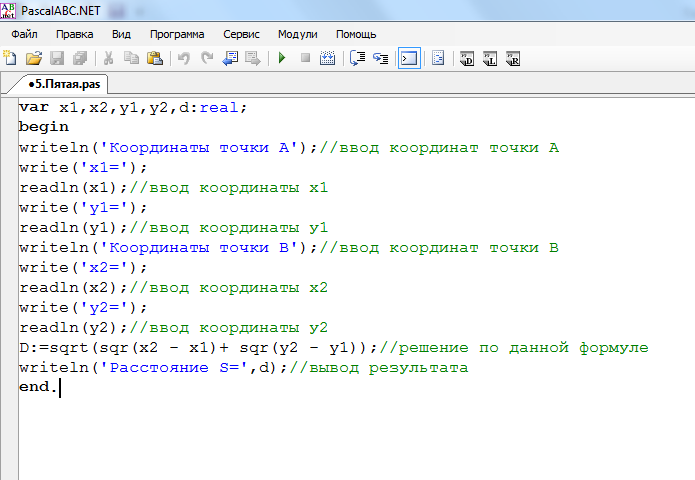 PascalABC.NET
Файл Правка Вид Программа Сервис Модули Помощь
•5.Пятая.pas
var x1,x2,y1,y2,d:real;
begin
writeln('Координаты точки А');//ввод координат точки А
write('x1=');
readln(x1);//ввод координаты x1
write('y1=');
readln(y1);//ввод координаты y1
writeln('Координаты точки В');//ввод координат точки В
write('x2=');
readln(x2);//ввод координаты x2
write('y2=');
readln(y2);//ввод координаты y2
D:=sqrt(sqr(x2 - x1)+ sqr(y2 - y1));//решение по данной формуле
writeln('Расстояние S=',d);//вывод результата
end.